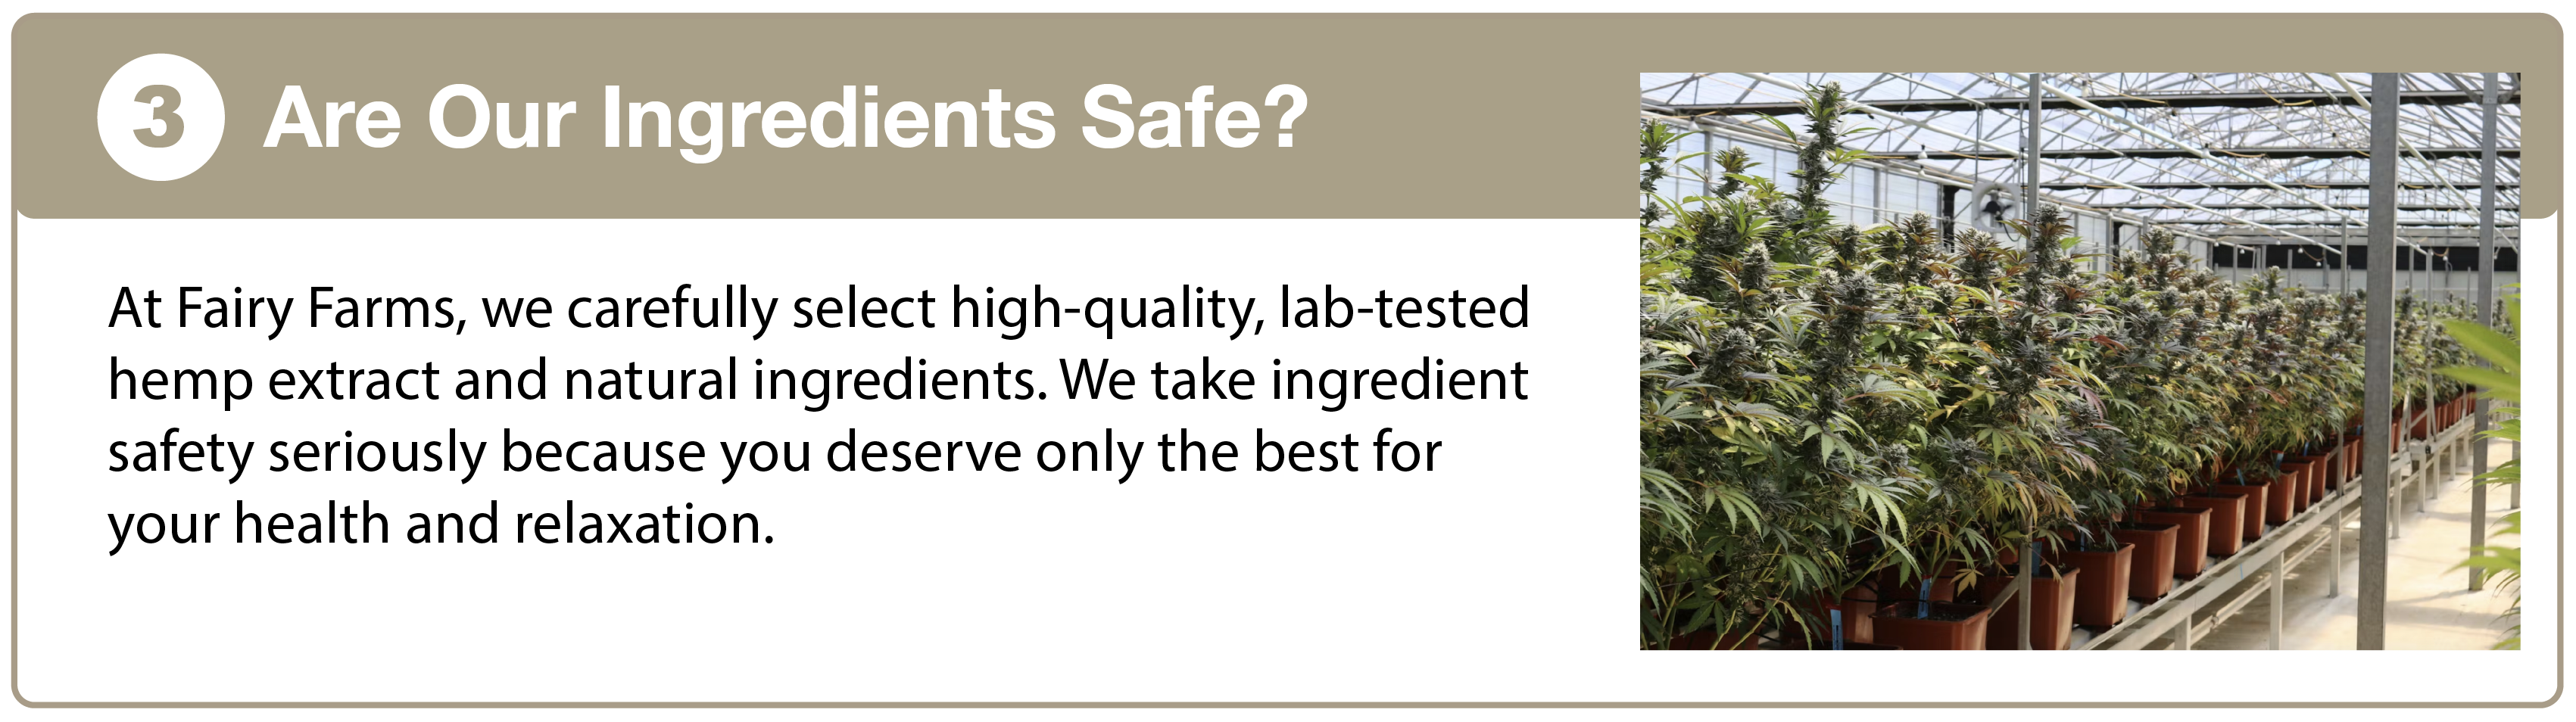 3 Are Our Ingredients Safe?
At Fairy Farms, we carefully select high-quality, lab-tested
hemp extract and natural ingredients. We take ingredient
safety seriously because you deserve only the best for
your health and relaxation.